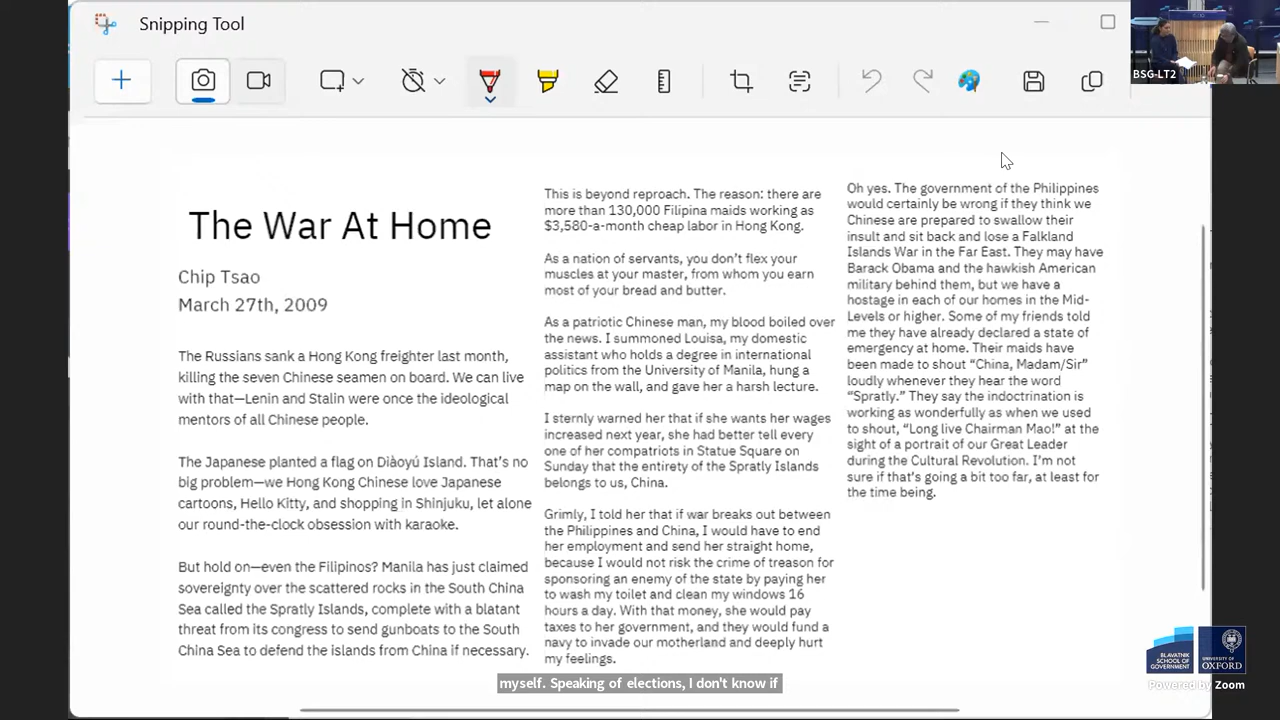 Snipping Tool
BSG-LT2
The War At Home
Chip Tsao
March 27th, 2009
The Russians sank a Hong Kong freighter last month,
killing the seven Chinese seamen on board. We can live
with that—Lenin and Stalin were once the ideological
mentors of all Chinese people.
The Japanese planted a flag on Diàoyú Island. That's no
big problem—we Hong Kong Chinese love Japanese
cartoons, Hello Kitty, and shopping in Shinjuku, let alone
our round-the-clock obsession with karaoke.
But hold on—even the Filipinos? Manila has just claimed
sovereignty over the scattered rocks in the South China
Sea called the Spratly Islands, complete with a blatant
threat from its congress to send gunboats to the South
China Sea to defend the islands from China if necessary.
This is beyond reproach. The reason: there are
more than 130,000 Filipina maids working as
$3,580-a-month cheap labor in Hong Kong.
As a nation of servants, you don't flex your
muscles at your master, from whom you earn
most of your bread and butter.
As a patriotic Chinese man, my blood boiled over
the news. I summoned Louisa, my domestic
assistant who holds a degree in international
politics from the University of Manila, hung a
map on the wall, and gave her a harsh lecture.
I sternly warned her that if she wants her wages
increased next year, she had better tell every
one of her compatriots in Statue Square on
Sunday that the entirety of the Spratly Islands
belongs to us, China.
Grimly, I told her that if war breaks out between
the Philippines and China, I would have to end
her employment and send her straight home,
because I would not risk the crime of treason for
sponsoring an enemy of the state by paying her
to wash my toilet and clean my windows 16
hours a day. With that money, she would pay
taxes to her government, and they would fund a
navy to invade our motherland and deeply hurt
my feelings.
Oh yes. The government of the Philippines
would certainly be wrong if they think we
Chinese are prepared to swallow their
insult and sit back and lose a Falkland
Islands War in the Far East. They may have
Barack Obama and the hawkish American
military behind them, but we have a
hostage in each of our homes in the Mid-
Levels or higher. Some of my friends told
me they have already declared a state of
emergency at home. Their maids have
been made to shout "China, Madam/Sir"
loudly whenever they hear the word
"Spratly." They say the indoctrination is
working as wonderfully as when we used
to shout, "Long live Chairman Mao!" at the
sight of a portrait of our Great Leader
during the Cultural Revolution. I'm not
sure if that's going a bit too far, at least for
the time being.
myself. Speaking of elections, I don't know if
BLAVATNIK
SCHOOL OF
GOVERNMENT
UNIVERSITY OF
OXFORD
Powered by Zoom